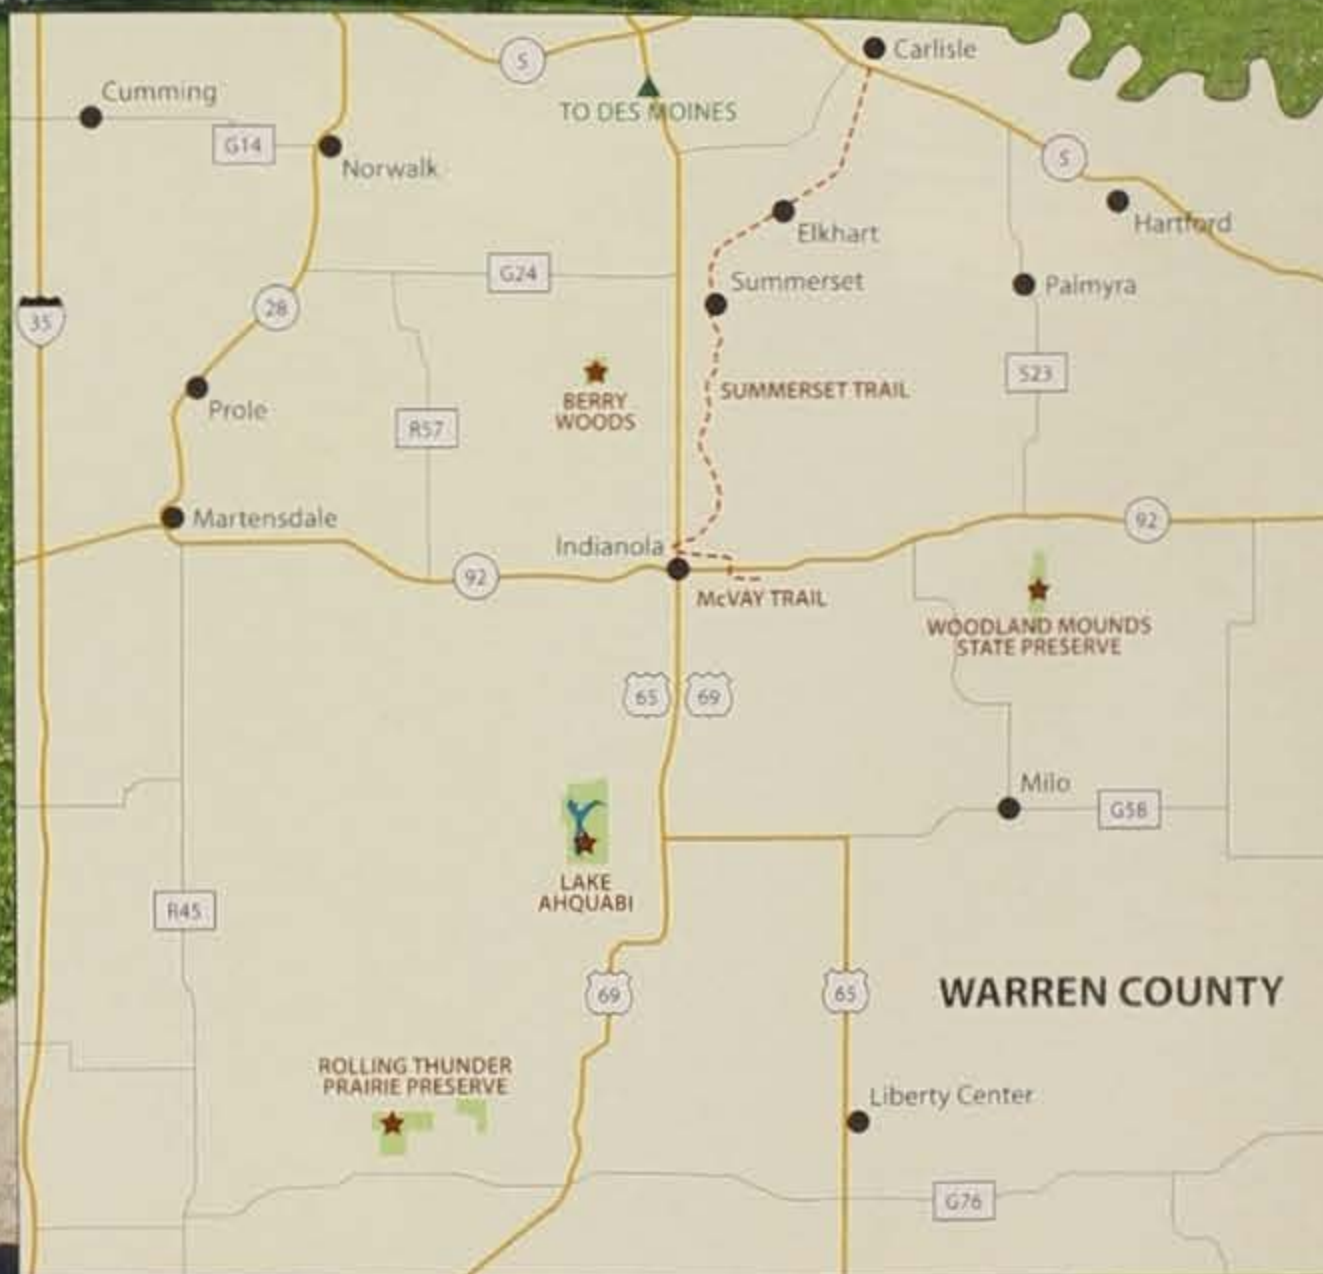 Carlisle
5
Cumming
TO DES MOINES
G14
Norwalk
5
Hartford
Elkhart
G24
Summerset
Palmyra
28
35
S23
SUMMERSET TRAIL
BERRY
WOODS
Prole
R57
Martensdale
92
Indianola
92
McVAY TRAIL
WOODLAND MOUNDS
STATE PRESERVE
65
69
Milo
G58
LAKE
AHQUABI
R45
69
65
WARREN COUNTY
ROLLING THUNDER
PRAIRIE PRESERVE
Liberty Center
G76